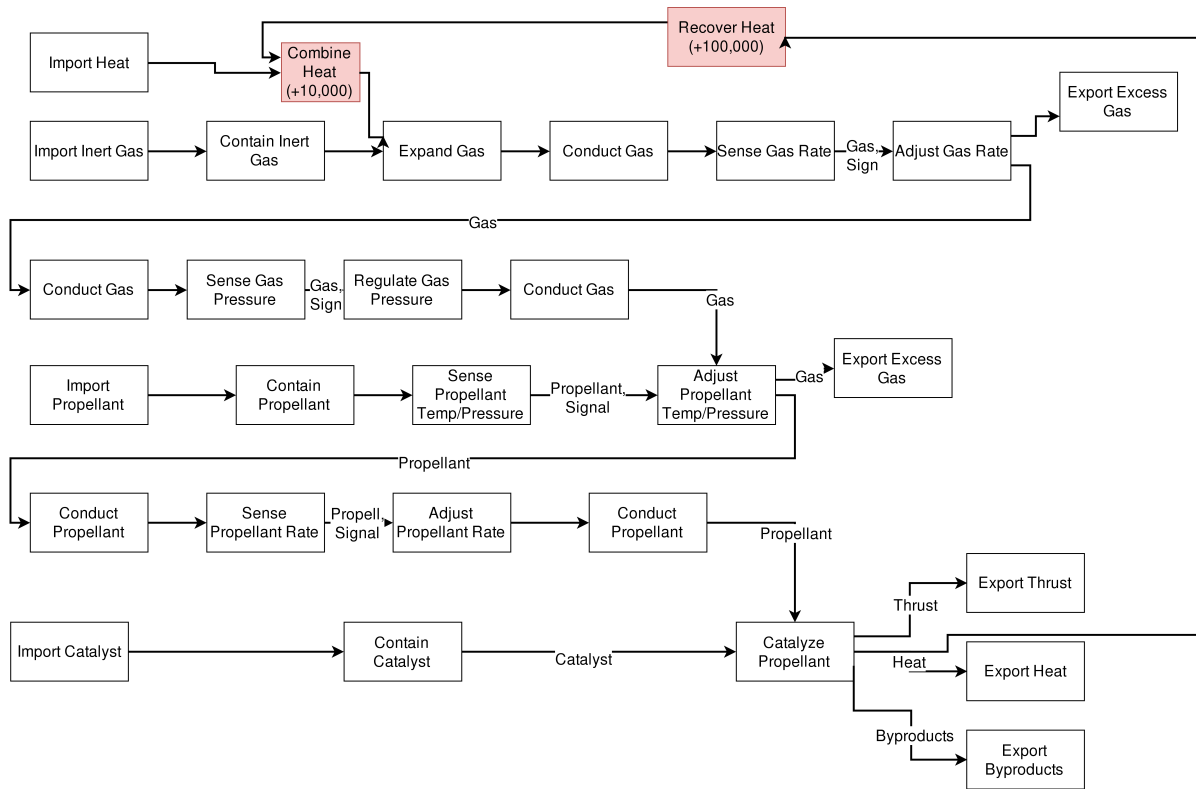 Recover Heat
(+100,000)
Import Heat
Combine
Heat
(+10,000)
Export Excess
Gas
Import Inert Gas
Contain Inert
Gas
Expand Gas
Conduct Gas
Sense Gas Rate
Gas,
Sign
Adjust Gas Rate
Gas
Conduct Gas
Sense Gas
Pressure
Gas,
Sign
Regulate Gas
Pressure
Conduct Gas
Gas
Import
Propellant
Contain
Propellant
Sense
Propellant
Temp/Pressure
Propellant,
Signal
Adjust
Propellant
Temp/Pressure
Gas
Export Excess
Gas
Propellant
Conduct
Propellant
Sense
Propellant Rate
Propell,
Signal
Adjust
Propellant Rate
Conduct
Propellant
Propellant
Import Catalyst
Contain
Catalyst
Catalyst
Catalyze
Propellant
Thrust
Export Thrust
Heat
Export Heat
Byproducts
Export
Byproducts